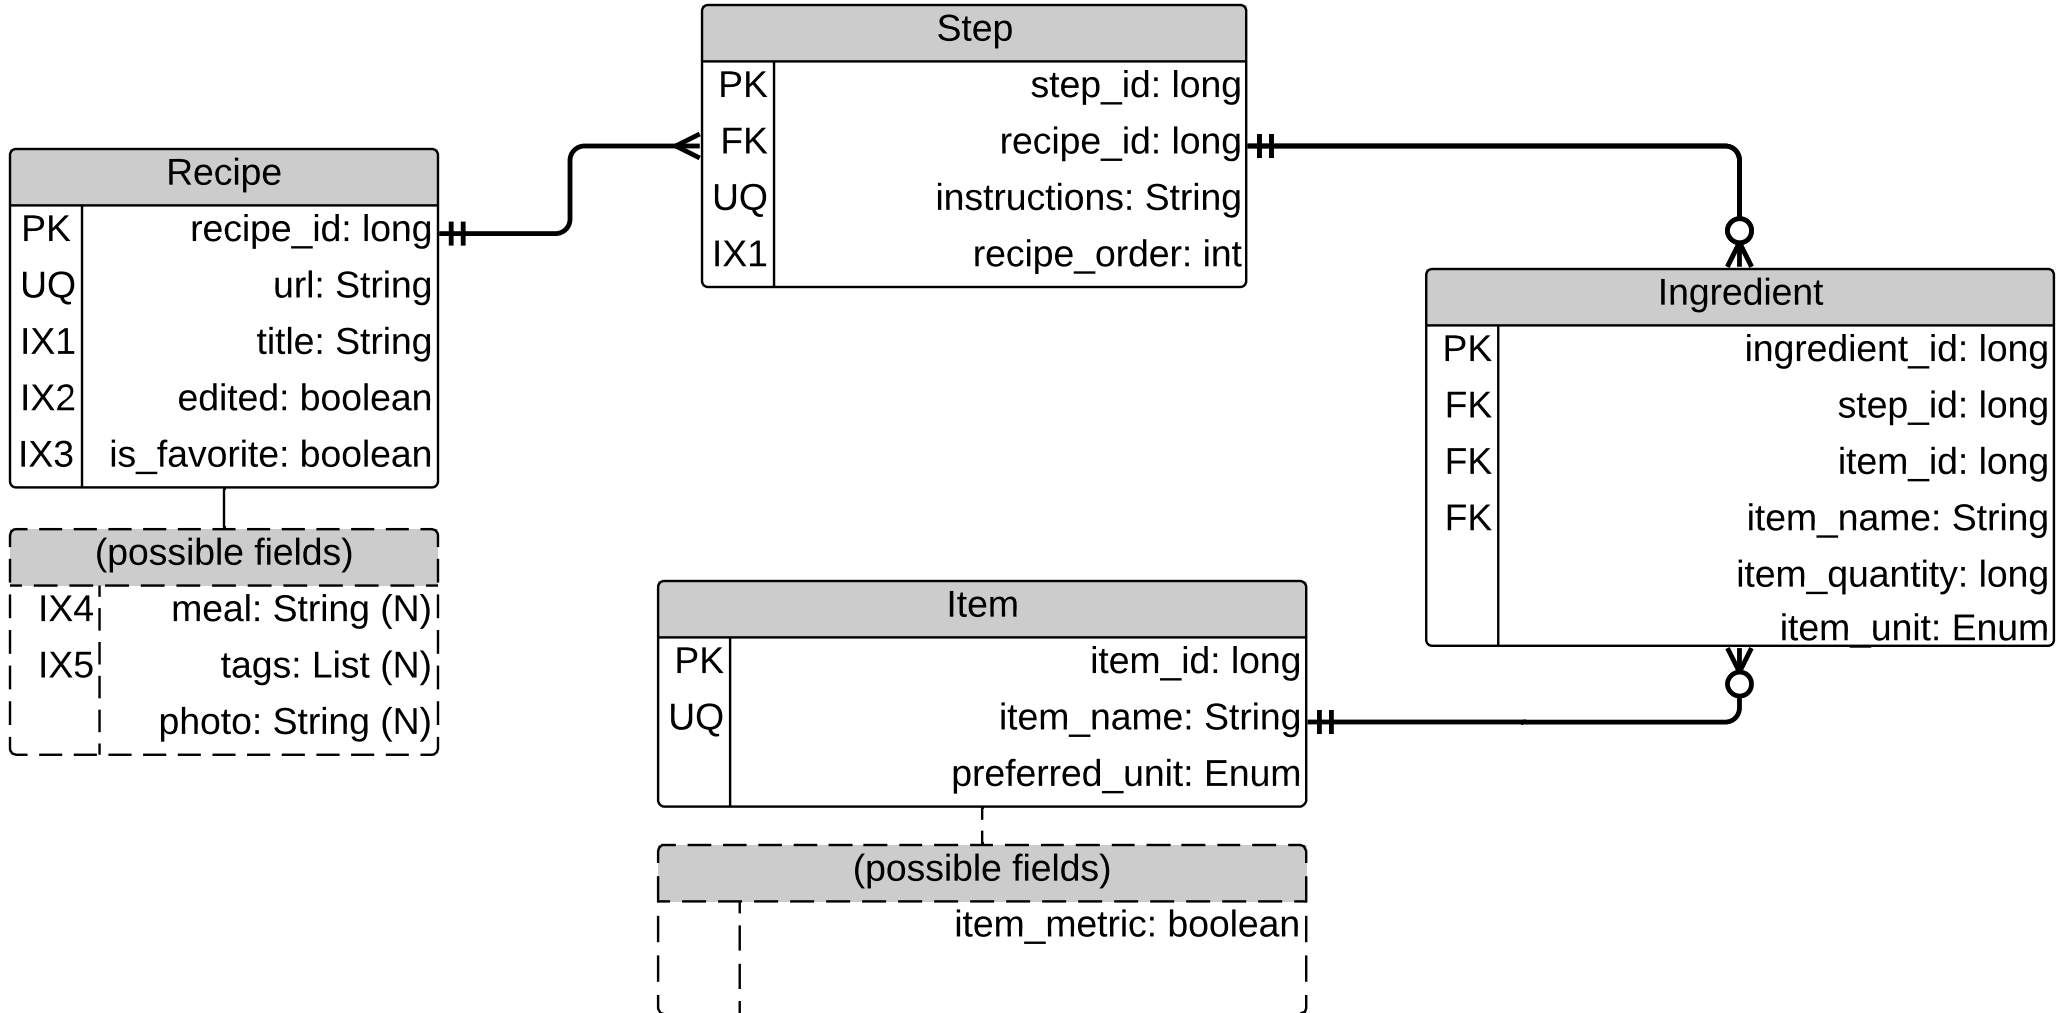 Step
PK step_id: long
FK recipe_id: long
UQ instructions: String
IX1 recipe_order: int
Recipe
PK recipe_id: long
UQ url: String
IX1 title: String
IX2 edited: boolean
IX3 is_favorite: boolean
(possible fields)
IX4 meal: String (N)
IX5 tags: List (N)
photo: String (N)
Ingredient
PK ingredient_id: long
FK step_id: long
FK item_id: long
FK item_name: String
item_quantity: long
item_unit: Enum
Item
PK item_id: long
UQ item_name: String
preferred_unit: Enum
(possible fields)
item_metric: boolean